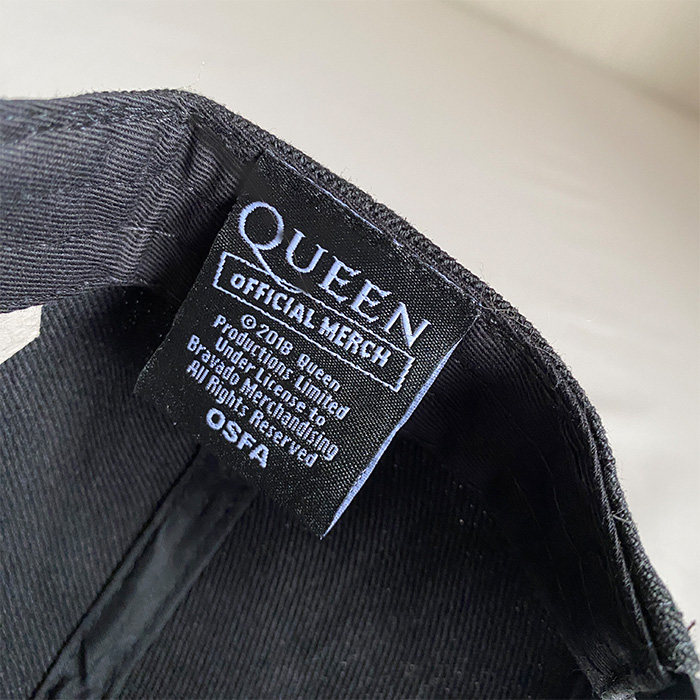 QUEEN
OFFICIAL MERCH
© 2018 Queen
Productions Limited
Under License to
Bravado Merchandising
All Rights Reserved
OSFA